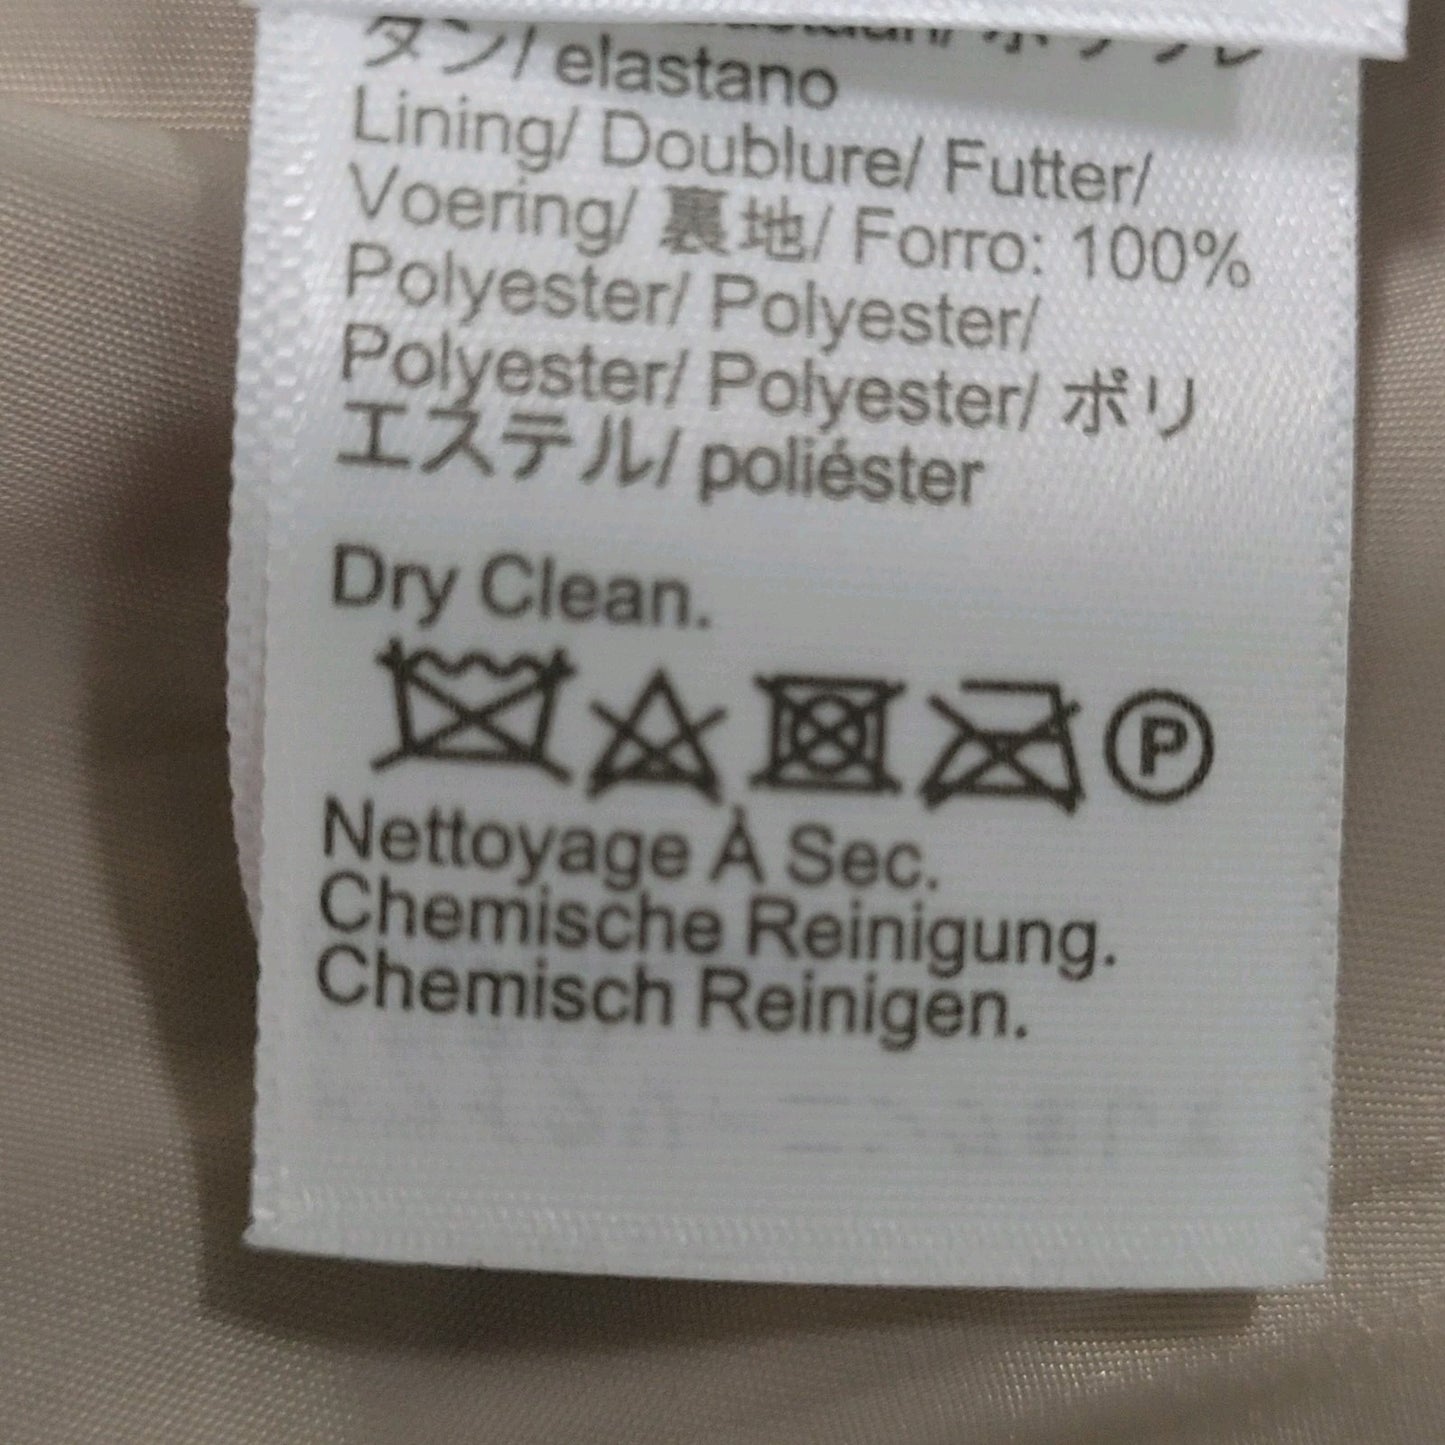 タン/ elastano
Lining/ Doublure/ Futter/
Voering/ 裏地/ Forro: 100%
Polyester/ Polyester/
Polyester/ Polyester/ ポリ
エステル/ poliéster
Dry Clean.
P
Nettoyage À Sec.
Chemische Reinigung.
Chemisch Reinigen.